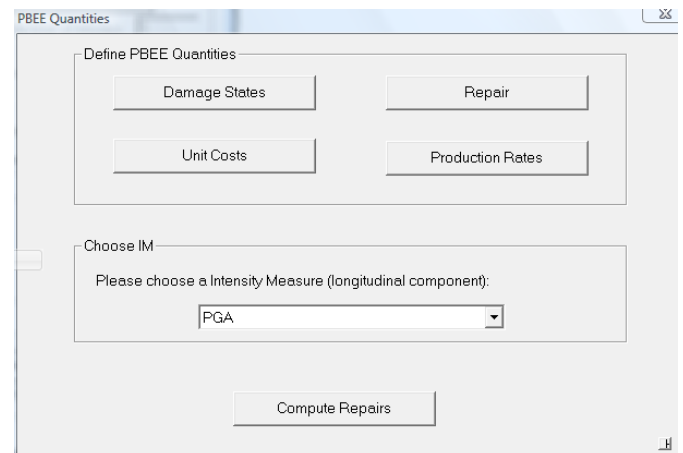 PBEE Quantities
Define PBEE Quantities
Damage States
Repair
Unit Costs
Production Rates
Choose IM
Please choose a Intensity Measure (longitudinal component):
PGA
Compute Repairs